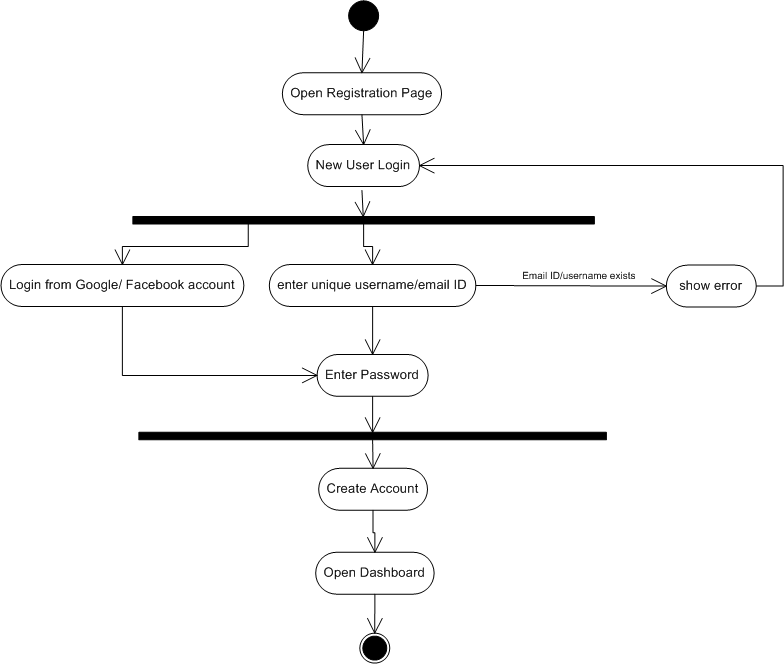 Open Registration Page
New User Login
Login from Google/ Facebook account
enter unique username/email ID
Email ID/username exists
show error
Enter Password
Create Account
Open Dashboard